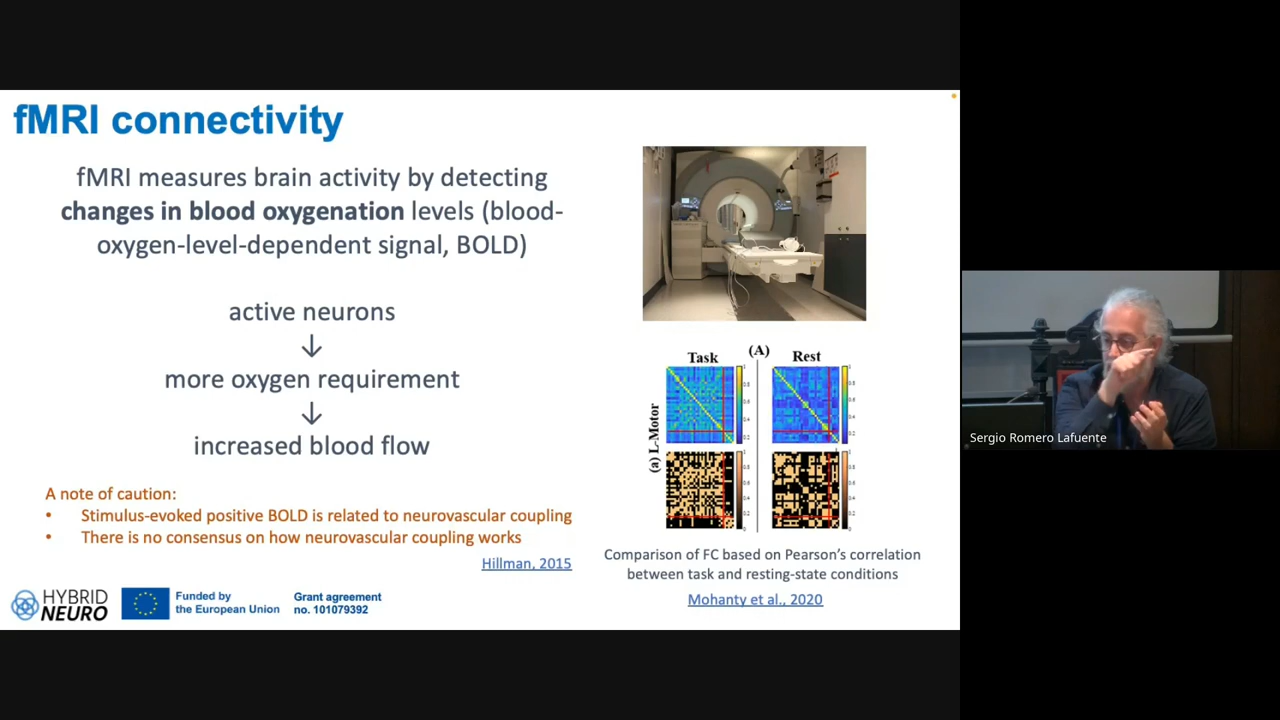 fMRI connectivity
fMRI measures brain activity by detecting
changes in blood oxygenation levels (blood-
oxygen-level-dependent signal, BOLD)
active neurons
↓
more oxygen requirement
↓
increased blood flow
A note of caution:
• Stimulus-evoked positive BOLD is related to neurovascular coupling
• There is no consensus on how neurovascular coupling works
Hillman, 2015
(A)
Task
Rest
(a) L-Motor
Comparison of FC based on Pearson's correlation
between task and resting-state conditions
Mohanty et al., 2020
HYBRID
NEURO
Funded by
the European Union
Grant agreement
no. 101079392
Sergio Romero Lafuente